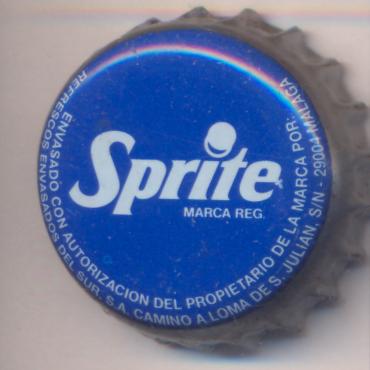 Sprite
MARCA REG.
ENVASADO CON AUTORIZACION DEL PROPIETARIO DE LA MARCA POR:
REFRESCOS ENVASADOS DEL SUR, S.A. CAMINO A LOMA DE S. JULIAN, S/N - 29004 MALAGA